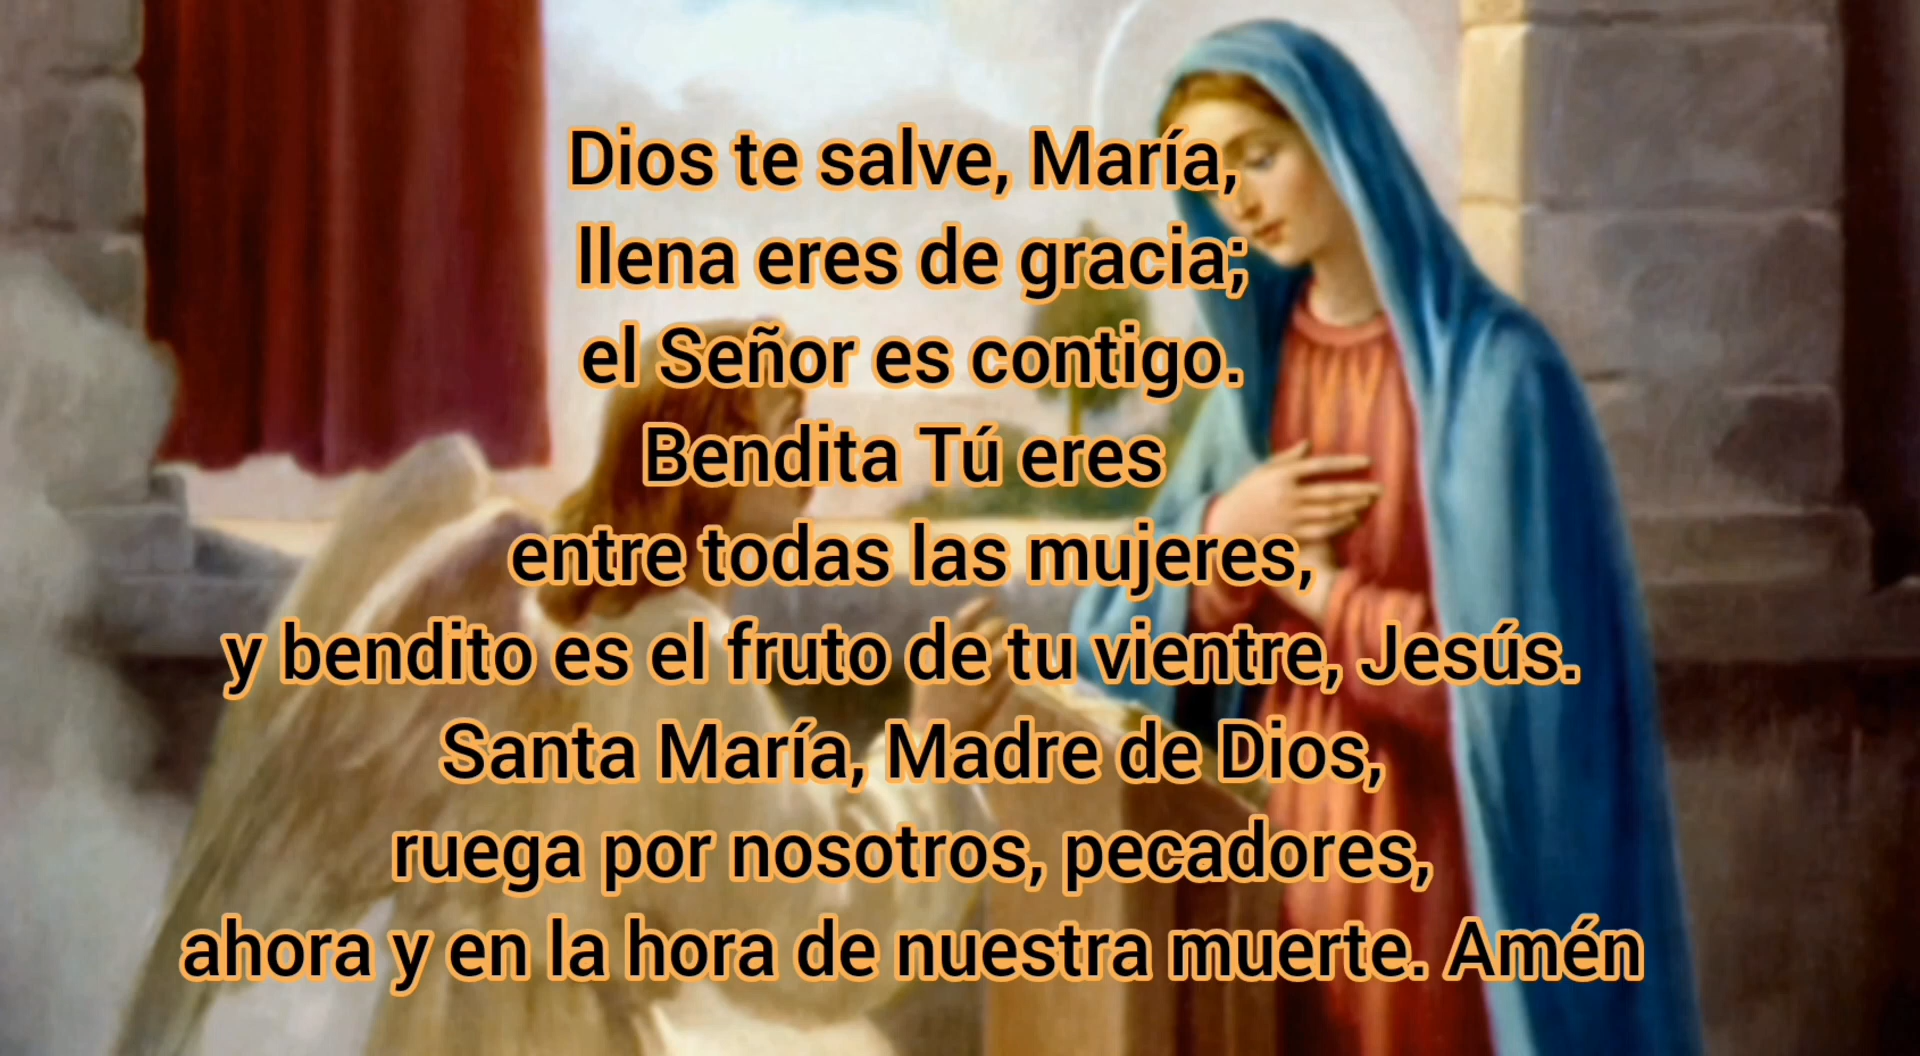 Dios te salve, María,
llena eres de gracia;
el Señor es contigo.
Bendita Tú eres
entre todas las mujeres,
y bendito es el fruto de tu vientre, Jesús.
Santa María, Madre de Dios,
ruega por nosotros, pecadores,
ahora y en la hora de nuestra muerte. Amén